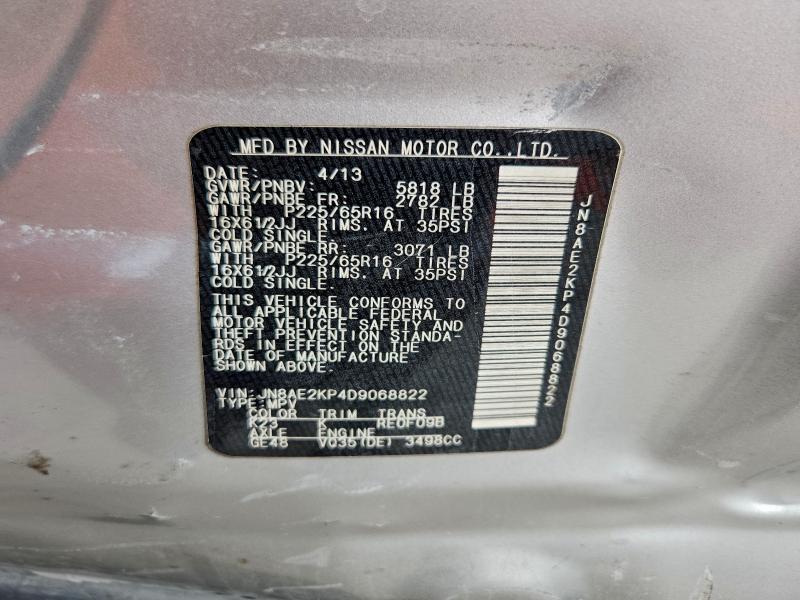 MFD BY NISSAN MOTOR CO.,LTD.
DATE: 4/13
GVWR/PNBV: 5818 LB
GAWR/PNBE FR: 2782 LB
WITH P225/65R16 TIRES
16X61/2JJ RIMS. AT 35PSI
COLD SINGLE.
GAWR/PNBE RR: 3071 LB
WITH P225/65R16 TIRES
16X61/2JJ RIMS. AT 35PSI
COLD SINGLE.
THIS VEHICLE CONFORMS TO
ALL APPLICABLE FEDERAL
MOTOR VEHICLE SAFETY AND
THEFT PREVENTION STANDA-
RDS IN EFFECT ON THE
DATE OF MANUFACTURE
SHOWN ABOVE.
VIN: JN8AE2KP4D9068822
TYPE: MPV
COLOR TRIM TRANS
K23 K RE0F09B
AXLE ENGINE
GE48 VQ35(DE) 3498CC
JN8AE2KP4D9068822